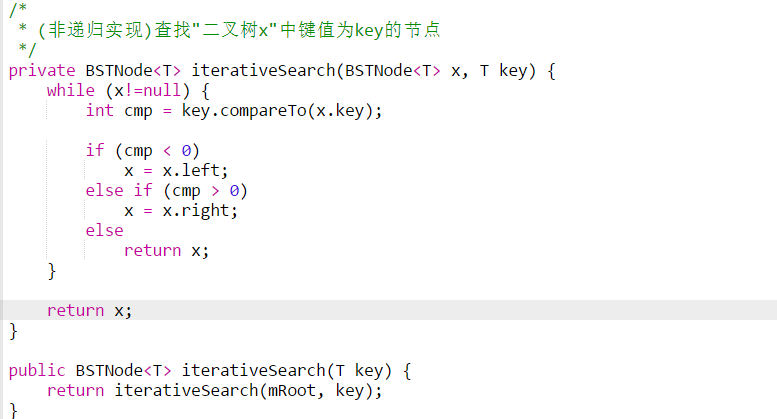 /*
 * (非递归实现)查找"二叉树x"中键值为key的节点
 */
private BSTNode<T> iterativeSearch(BSTNode<T> x, T key) {
    while (x!=null) {
        int cmp = key.compareTo(x.key);

        if (cmp < 0)
            x = x.left;
        else if (cmp > 0)
            x = x.right;
        else
            return x;
    }

    return x;
}

public BSTNode<T> iterativeSearch(T key) {
    return iterativeSearch(mRoot, key);
}